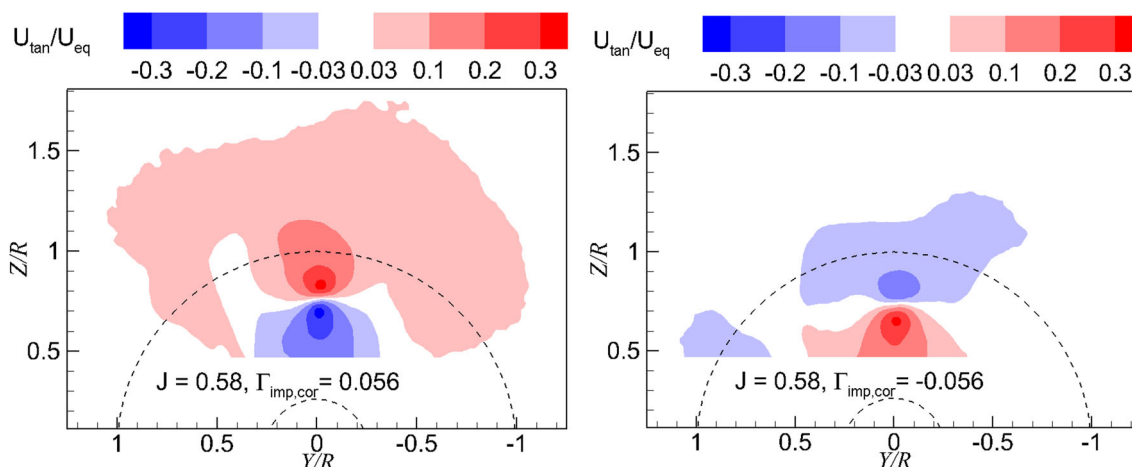 U_tan/U_eq
-0.3 -0.2 -0.1 -0.03 0.03 0.1 0.2 0.3
1.5
1
0.5
Z/R
J = 0.58, Γ_imp,cor = 0.056
1 0.5 0 -0.5 -1
Y/R
U_tan/U_eq
-0.3 -0.2 -0.1 -0.03 0.03 0.1 0.2 0.3
1.5
1
0.5
Z/R
J = 0.58, Γ_imp,cor = -0.056
1 0.5 0 -0.5 -1
Y/R